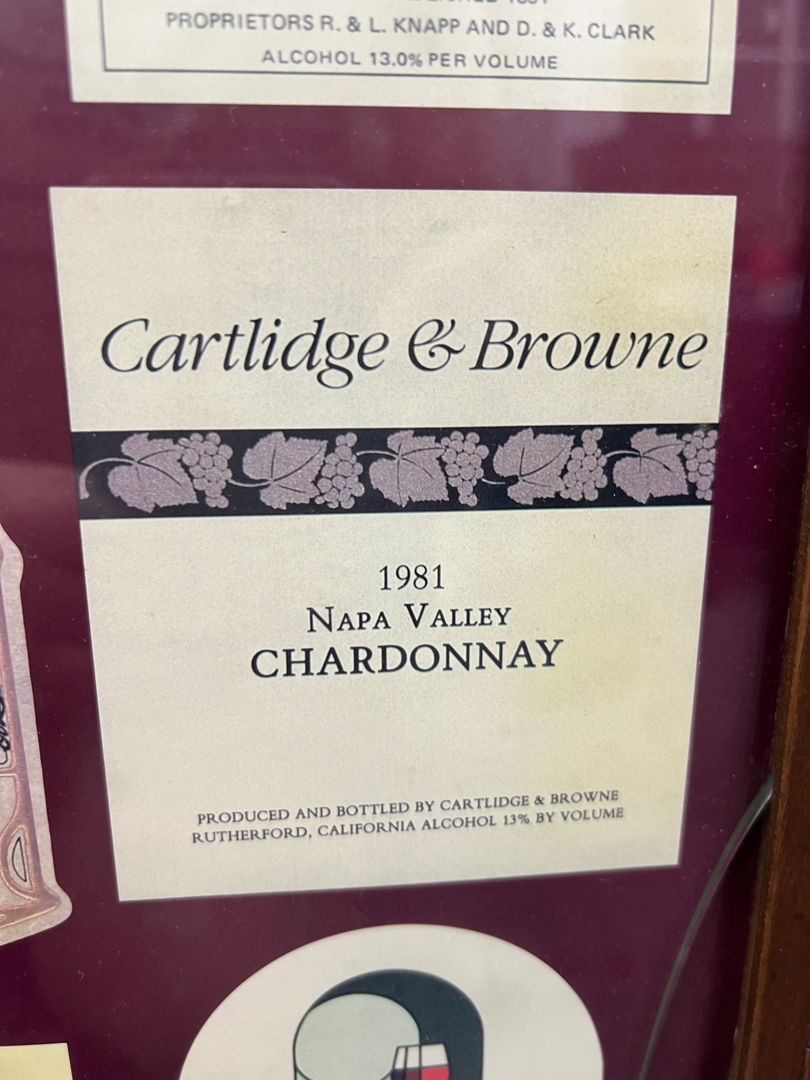 PROPRIETORS R. & L. KNAPP AND D. & K. CLARK
ALCOHOL 13.0% PER VOLUME
Cartlidge & Browne
1981
NAPA VALLEY
CHARDONNAY
PRODUCED AND BOTTLED BY CARTLIDGE & BROWNE
RUTHERFORD, CALIFORNIA ALCOHOL 13% BY VOLUME